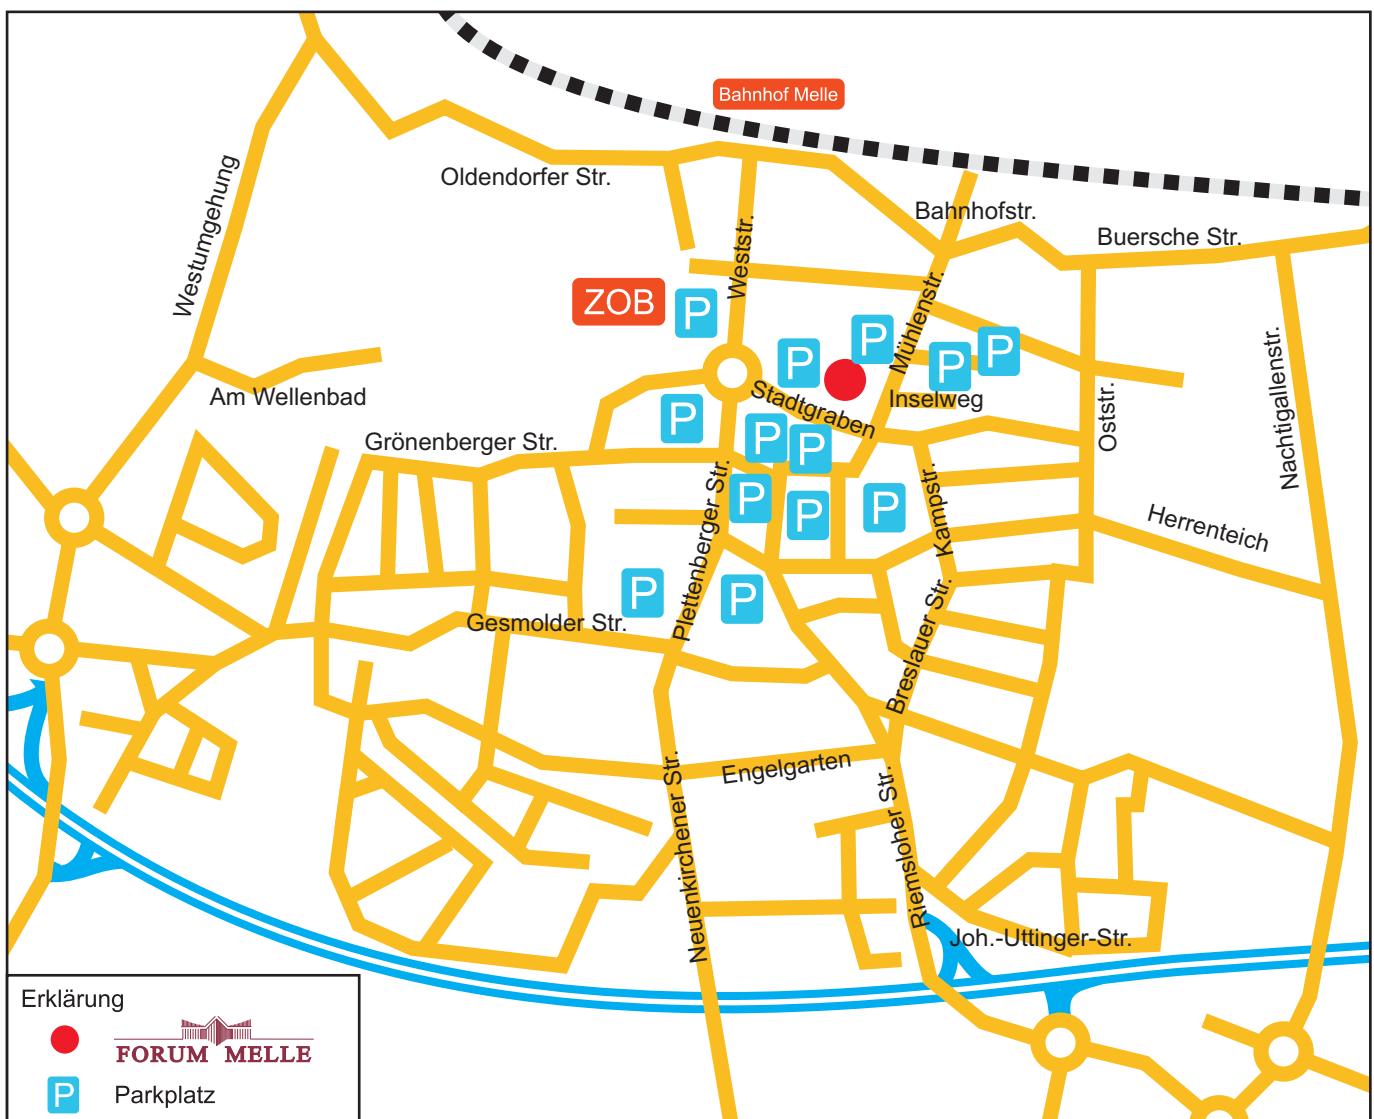 Bahnhof Melle
Oldendorfer Str.
Westumgehung
Bahnhofstr.
Buersche Str.
Weststr.
ZOB
P
Mühlenstr.
P
P
P
P
Nachtigallenstr.
Am Wellenbad
Stadtgraben
Inselweg
Oststr.
P
Grönenberger Str.
P
P
Plettenberger Str.
P
P
P
Kampstr.
Herrenteich
P
P
Gesmolder Str.
Breslauer Str.
Engelgarten
Neuenkirchener Str.
Riemsloher Str.
Joh.-Uttinger-Str.
Erklärung
FORUM MELLE
P Parkplatz